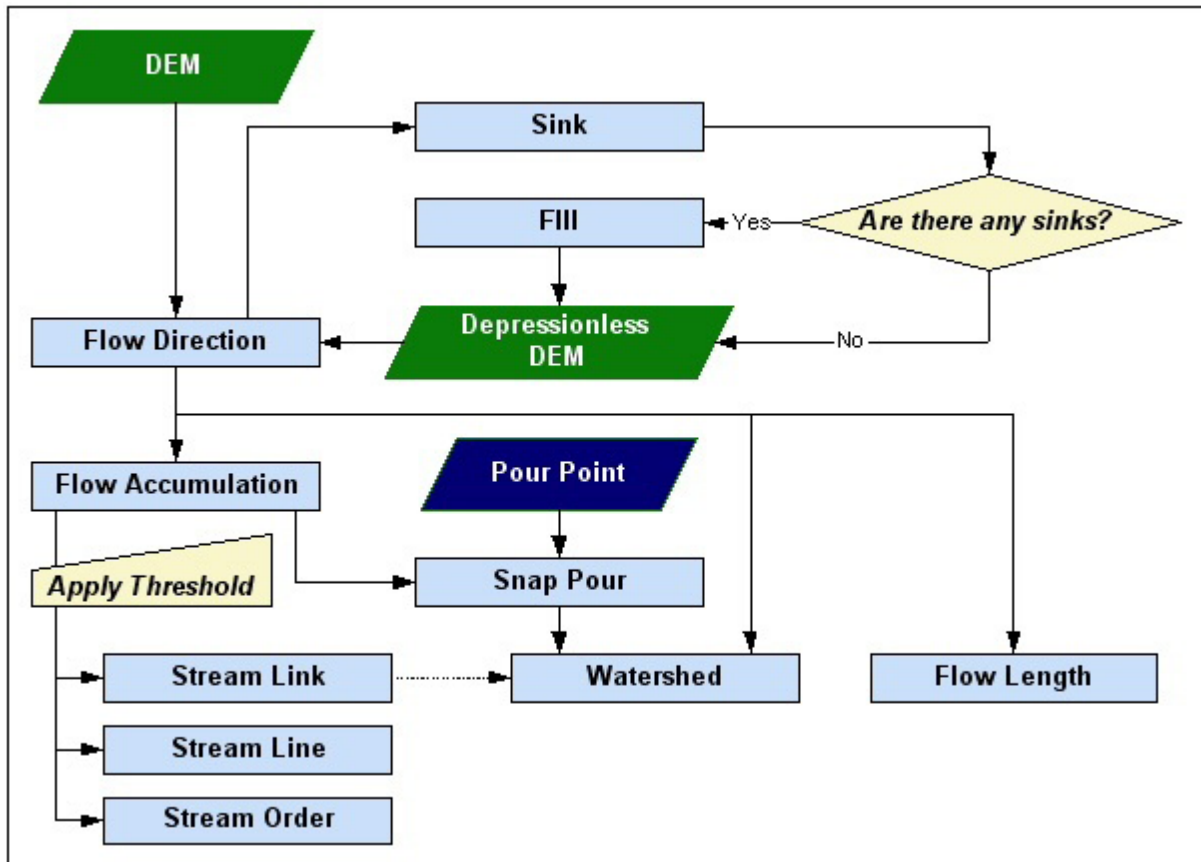 DEM
Sink
FIll
Yes
Are there any sinks?
Depressionless
DEM
No
Flow Direction
Flow Accumulation
Pour Point
Apply Threshold
Snap Pour
Stream Link
Watershed
Flow Length
Stream Line
Stream Order